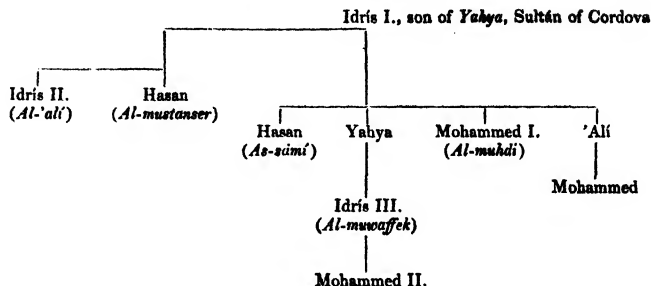 Idrís I., son of Yahya, Sultán of Cordova
Idrís II. Hasan
(Al-'alí) (Al-mustanser)
Hasan Yahya Mohammed I. 'Alí
(As-sámí) (Al-muhdi)
Mohammed
Idrís III.
(Al-muwaffek)
Mohammed II.